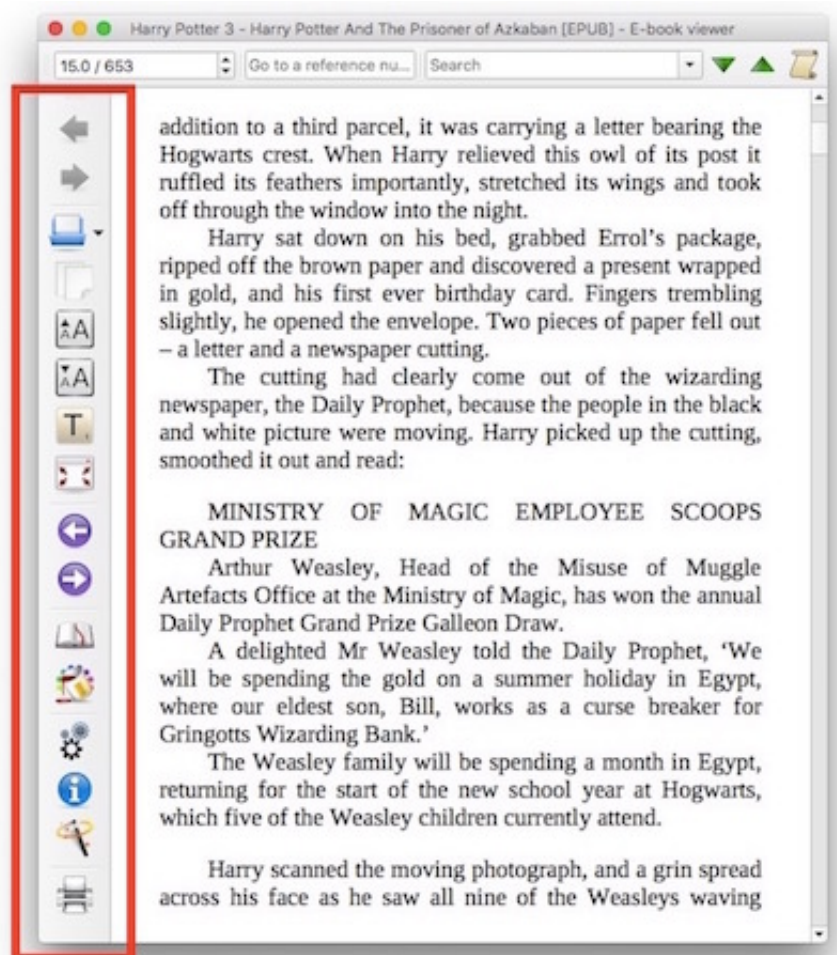 Harry Potter 3 - Harry Potter And The Prisoner of Azkaban [EPUB] - E-book viewer
15.0 / 653
Go to a reference nu...
Search
addition to a third parcel, it was carrying a letter bearing the
Hogwarts crest. When Harry relieved this owl of its post it
ruffled its feathers importantly, stretched its wings and took
off through the window into the night.
Harry sat down on his bed, grabbed Errol's package,
ripped off the brown paper and discovered a present wrapped
in gold, and his first ever birthday card. Fingers trembling
slightly, he opened the envelope. Two pieces of paper fell out
– a letter and a newspaper cutting.
The cutting had clearly come out of the wizarding
newspaper, the Daily Prophet, because the people in the black
and white picture were moving. Harry picked up the cutting,
smoothed it out and read:
MINISTRY OF MAGIC EMPLOYEE SCOOPS
GRAND PRIZE
Arthur Weasley, Head of the Misuse of Muggle
Artefacts Office at the Ministry of Magic, has won the annual
Daily Prophet Grand Prize Galleon Draw.
A delighted Mr Weasley told the Daily Prophet, ‘We
will be spending the gold on a summer holiday in Egypt,
where our eldest son, Bill, works as a curse breaker for
Gringotts Wizarding Bank.’
The Weasley family will be spending a month in Egypt,
returning for the start of the new school year at Hogwarts,
which five of the Weasley children currently attend.
Harry scanned the moving photograph, and a grin spread
across his face as he saw all nine of the Weasleys waving